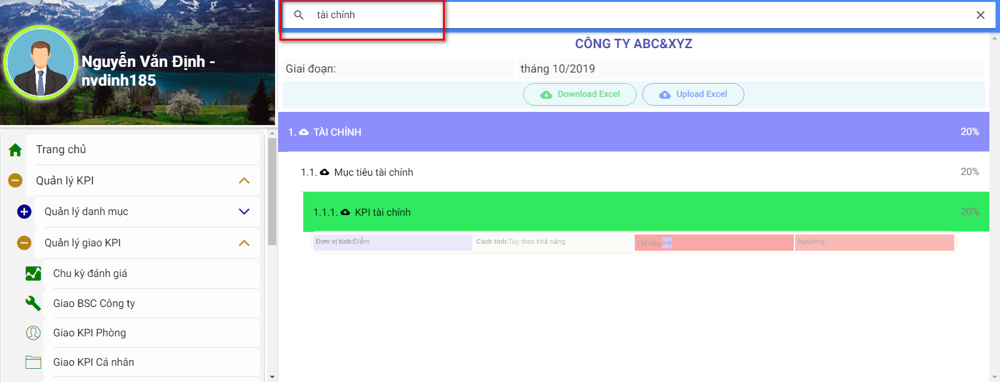 Nguyễn Văn Định -
nvdinh185
Trang chủ
Quản lý KPI
Quản lý danh mục
Quản lý giao KPI
Chu kỳ đánh giá
Giao BSC Công ty
Giao KPI Phòng
Giao KPI Cá nhân
tài chính
CÔNG TY ABC&XYZ
Giai đoạn: tháng 10/2019
Download Excel Upload Excel
1. TÀI CHÍNH 20%
1.1. Mục tiêu tài chính 20%
1.1.1. KPI tài chính 20%
Đơn vị tính:Điểm Cách tính:Tùy theo khả năng Chỉ tiêu:>= Ngưỡng: